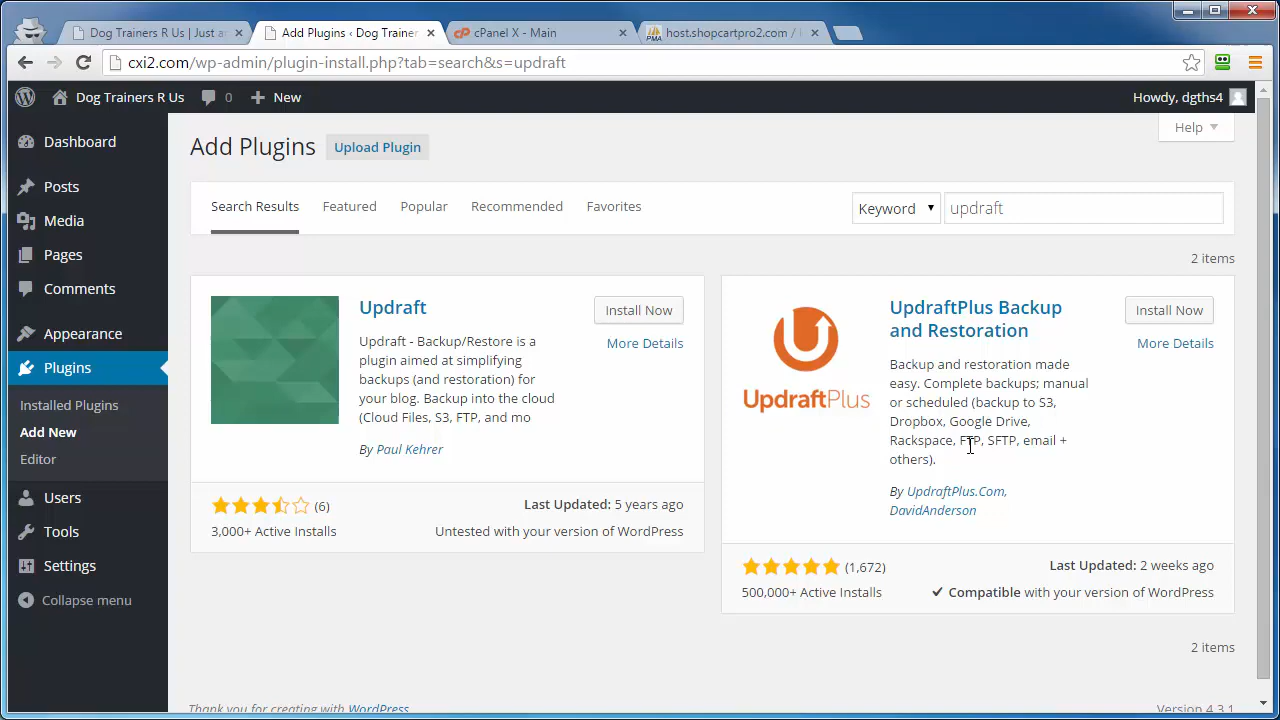 Dog Trainers R Us | Just a
Add Plugins ‹ Dog Trainer
cPanel X - Main
PMA
host.shopcartpro2.com /
cxi2.com/wp-admin/plugin-install.php?tab=search&s=updraft
Dog Trainers R Us
0
New
Howdy, dgths4
Dashboard
Posts
Media
Pages
Comments
Appearance
Plugins
Installed Plugins
Add New
Editor
Users
Tools
Settings
Collapse menu
Help
Add Plugins
Upload Plugin
Search Results
Featured
Popular
Recommended
Favorites
Keyword
updraft
2 items
Updraft
Install Now
More Details
Updraft - Backup/Restore is a
plugin aimed at simplifying
backups (and restoration) for
your blog. Backup into the cloud
(Cloud Files, S3, FTP, and mo
By Paul Kehrer
(6)
Last Updated: 5 years ago
3,000+ Active Installs
Untested with your version of WordPress
UpdraftPlus
UpdraftPlus Backup
and Restoration
Install Now
More Details
Backup and restoration made
easy. Complete backups; manual
or scheduled (backup to S3,
Dropbox, Google Drive,
Rackspace, FTP, SFTP, email +
others).
By UpdraftPlus.Com,
DavidAnderson
(1,672)
Last Updated: 2 weeks ago
500,000+ Active Installs
Compatible with your version of WordPress
2 items
Thank you for creating with WordPress
Version 4.3.1